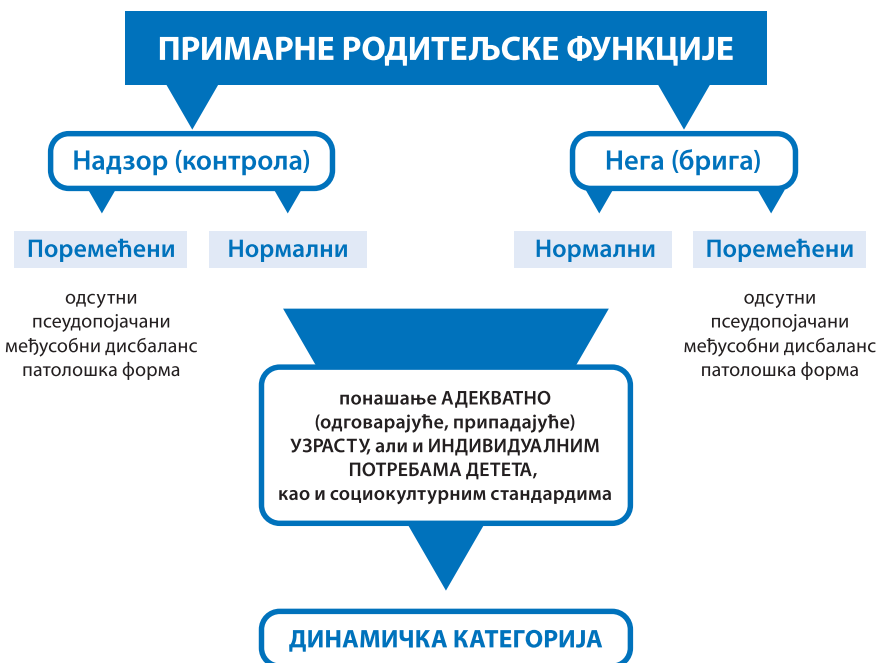 ПРИМАРНЕ РОДИТЕЉСКЕ ФУНКЦИЈЕ
Надзор (контрола)
Нега (брига)
Поремећени
Нормални
Нормални
Поремећени
одсутни
псеудопојачани
међусобни дисбаланс
патолошка форма
одсутни
псеудопојачани
међусобни дисбаланс
патолошка форма
понашање АДЕКВАТНО
(одговарајуће, припадајуће)
УЗРАСТУ, али и ИНДИВИДУАЛНИМ
ПОТРЕБАМА ДЕТЕТА,
као и социокултурним стандардима
ДИНАМИЧКА КАТЕГОРИЈА